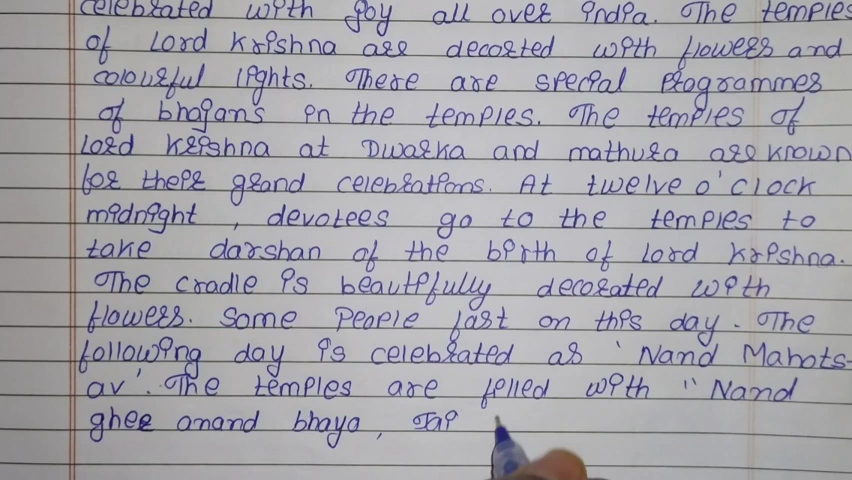 celebrated with joy all over india. The temples
of Lord Krishna are decorted with flowers and
colourful lights. There are special programmes
of bhajans in the temples. The temples of
Lord Krishna at Dwarka and mathura are known
for their grand celebrations. At twelve o'clock
midnight, devotees go to the temples to
take darshan of the birth of Lord Krishna.
The cradle is beautifully decorated with
flowers. Some people fast on this day. The
following day is celebrated as 'Nand Mahots-
av'. The temples are felled with "Nand
ghee anand bhayo, Jai